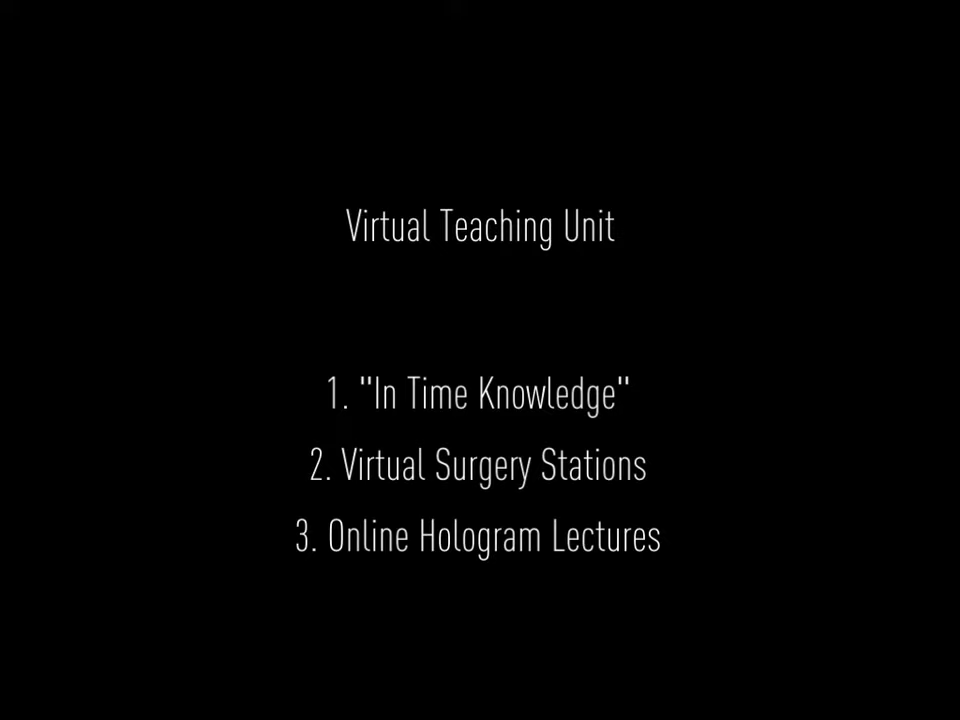 Virtual Teaching Unit
1. "In Time Knowledge"
2. Virtual Surgery Stations
3. Online Hologram Lectures